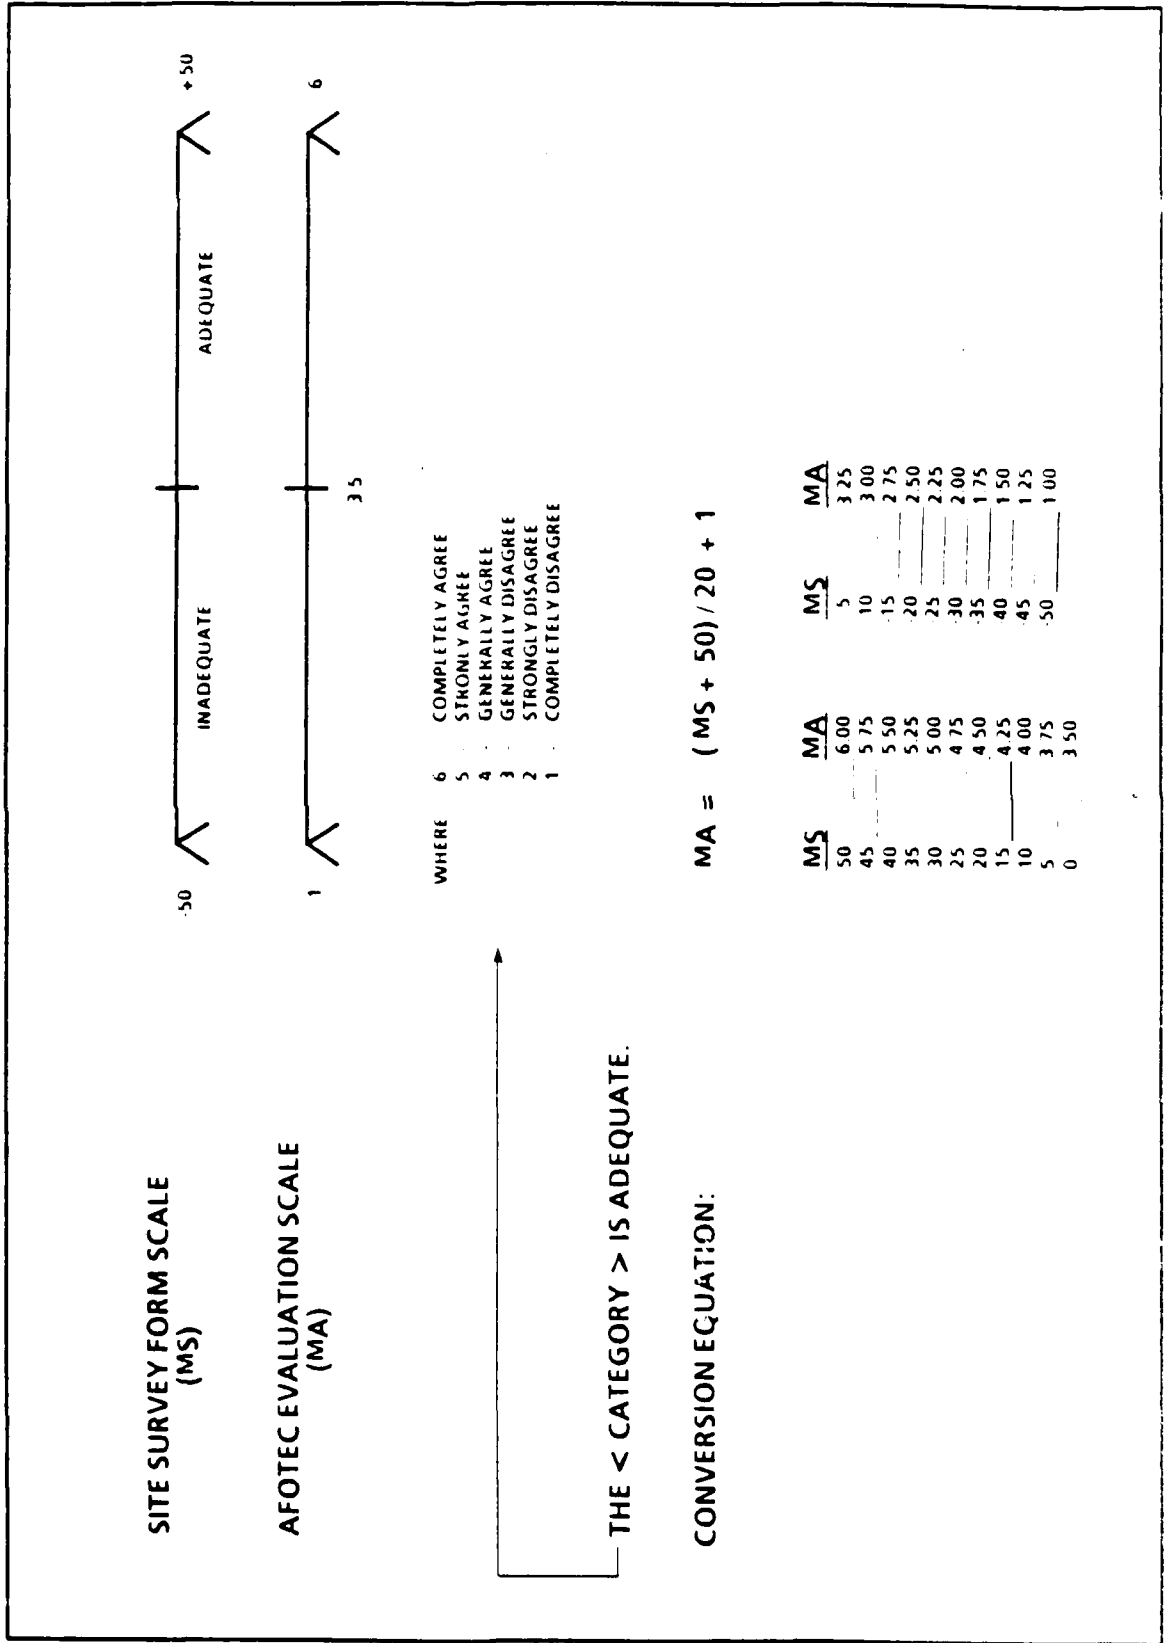 SITE SURVEY FORM SCALE
(MS)
-50
+50
INADEQUATE
ADEQUATE
AFOTEC EVALUATION SCALE
(MA)
1
6
3 5
WHERE 6 COMPLETELY AGREE
5 . STRONLY AGREE
4 . GENERALLY AGREE
3 . GENERALLY DISAGREE
2 STRONGLY DISAGREE
1 . COMPLETELY DISAGREE
THE < CATEGORY > IS ADEQUATE.
CONVERSION EQUATION:
MA = (MS + 50) / 20 + 1
MS MA MS MA
50 6.00 5 3 25
45 5 75 10 3 00
40 5 50 -15 2 75
35 5.25 -20 2.50
30 5 00 -25 2.25
25 4 75 -30 2.00
20 4 50 -35 1.75
15 4.25 -40 1 50
10 4 00 -45 1 25
5 3 75 -50 1 00
0 3 50